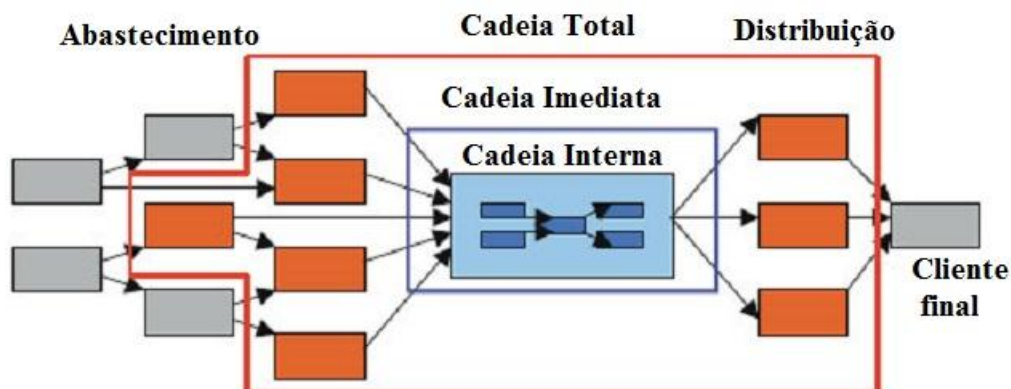 Abastecimento
Cadeia Total
Distribuição
Cadeia Imediata
Cadeia Interna
Cliente
final